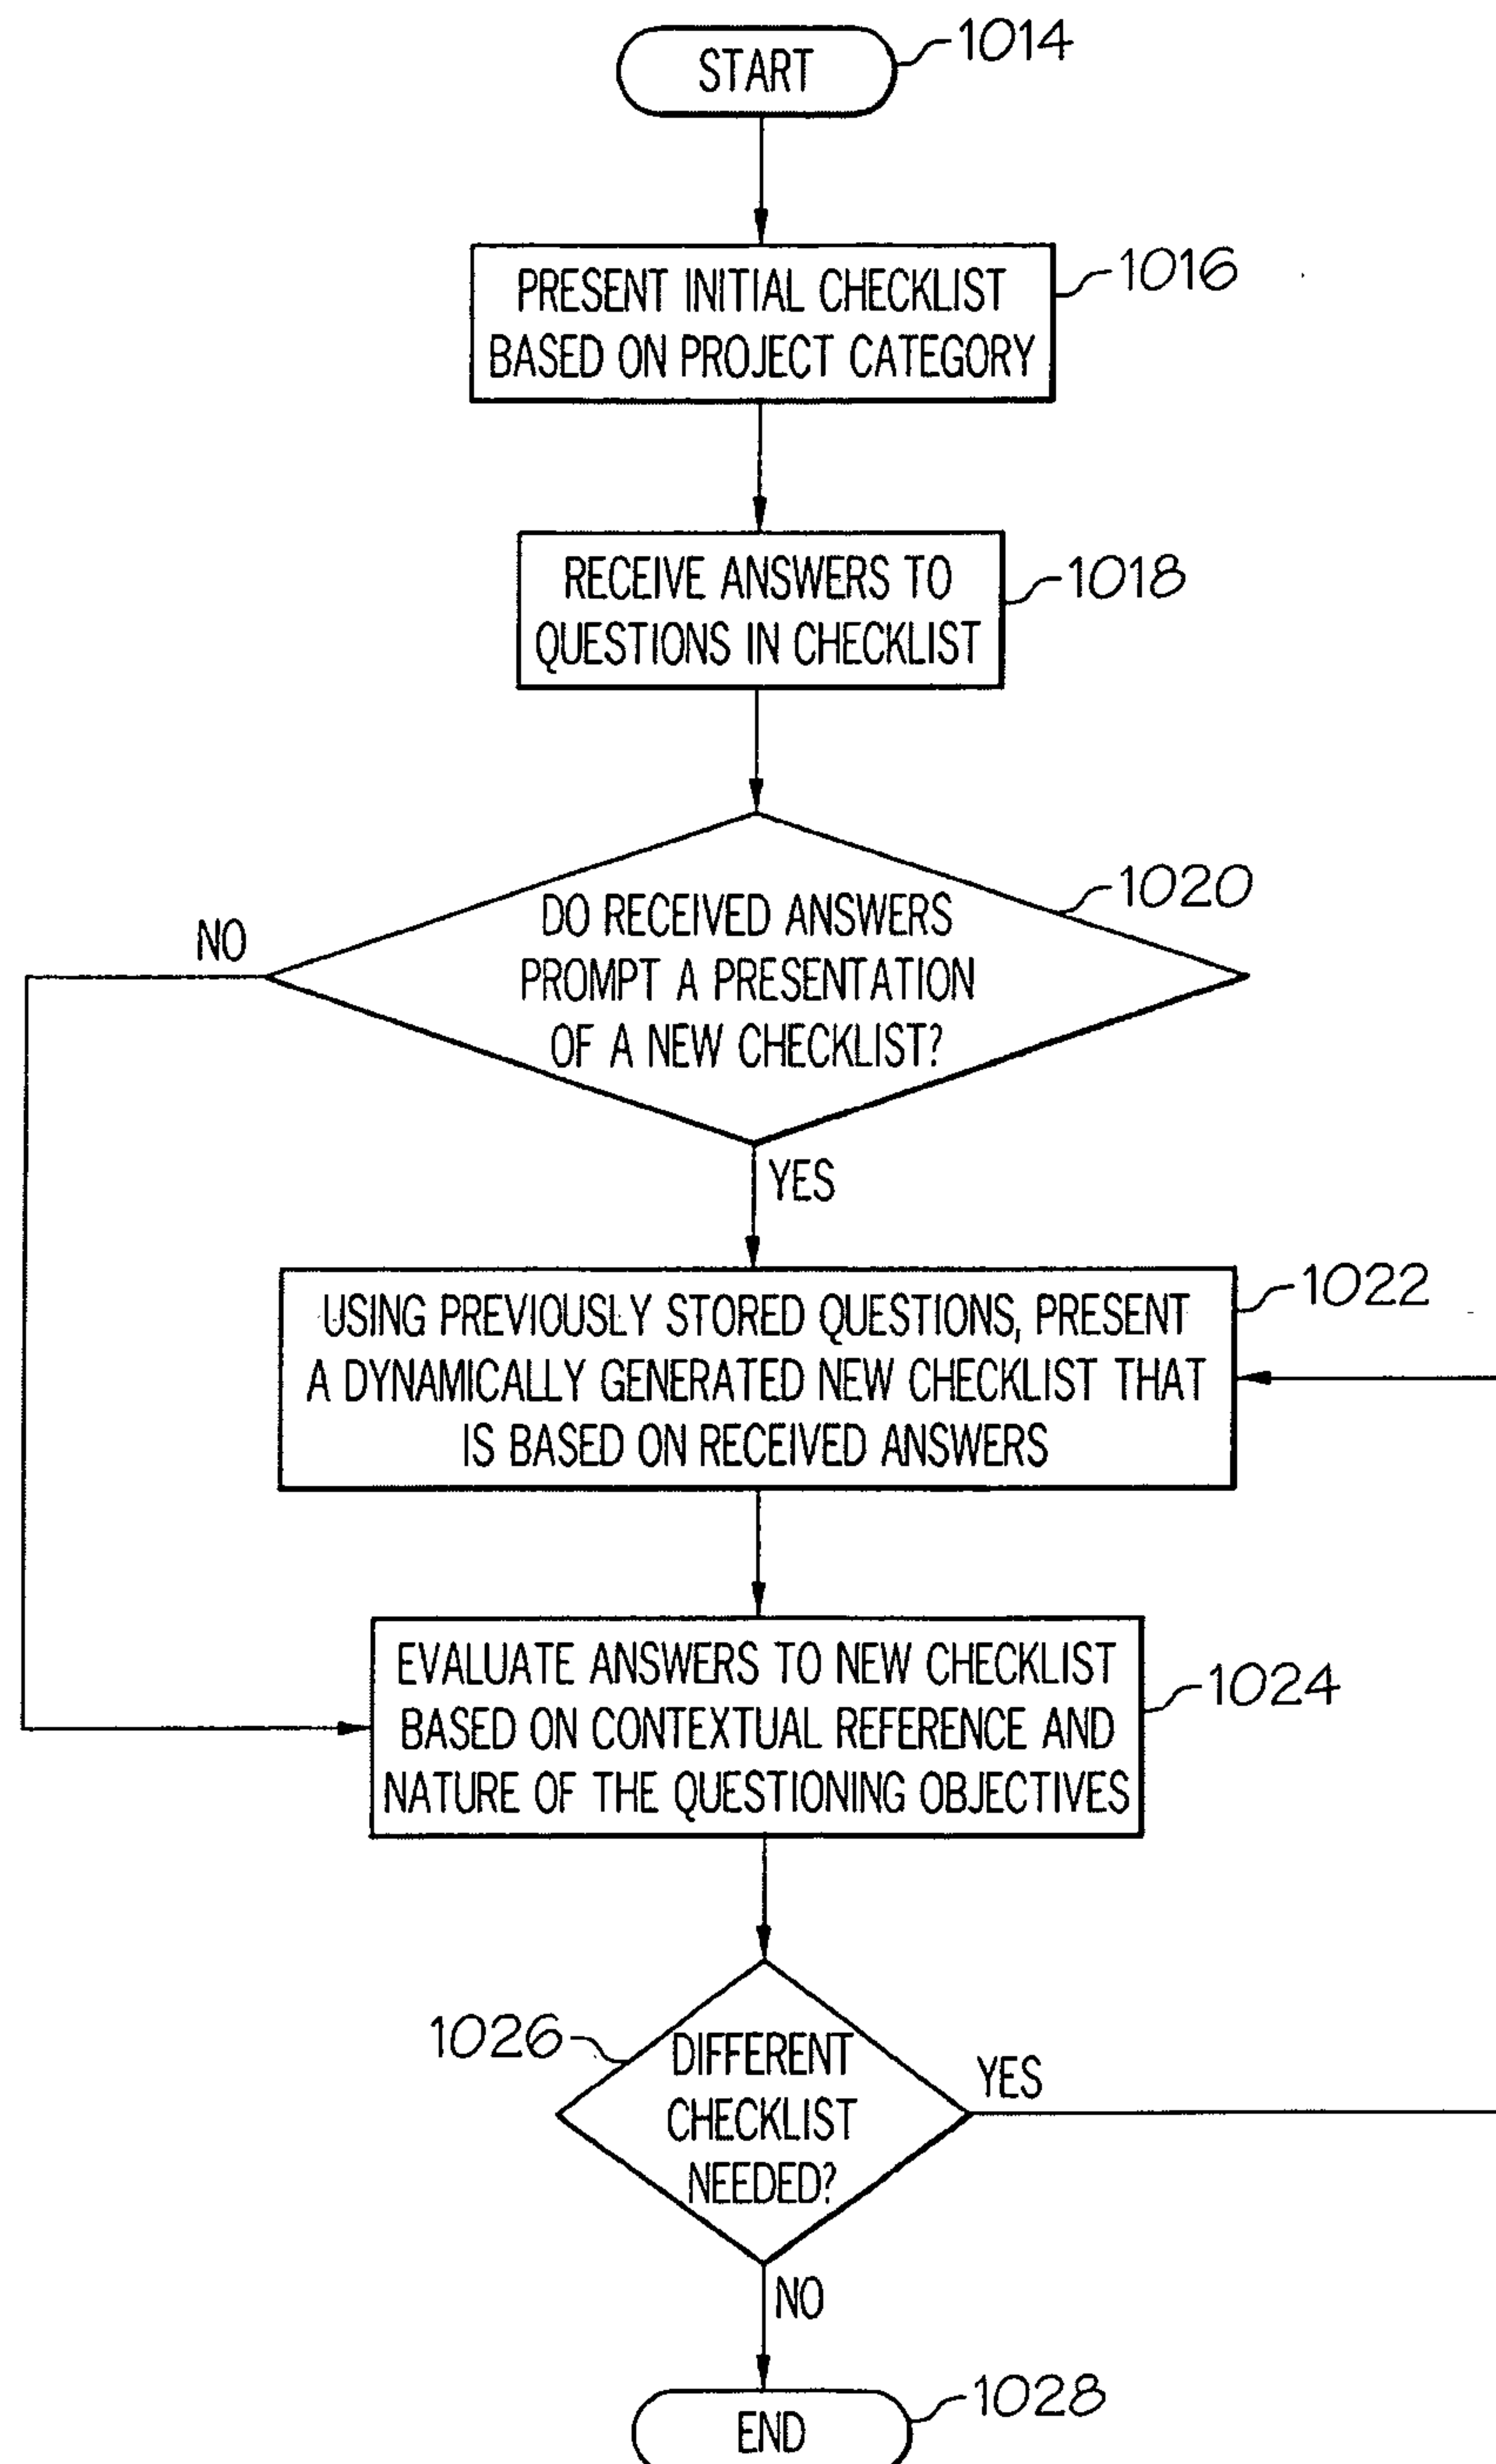 START
1014
PRESENT INITIAL CHECKLIST
BASED ON PROJECT CATEGORY
1016
RECEIVE ANSWERS TO
QUESTIONS IN CHECKLIST
1018
DO RECEIVED ANSWERS
PROMPT A PRESENTATION
OF A NEW CHECKLIST?
1020
NO
YES
USING PREVIOUSLY STORED QUESTIONS, PRESENT
A DYNAMICALLY GENERATED NEW CHECKLIST THAT
IS BASED ON RECEIVED ANSWERS
1022
EVALUATE ANSWERS TO NEW CHECKLIST
BASED ON CONTEXTUAL REFERENCE AND
NATURE OF THE QUESTIONING OBJECTIVES
1024
1026
DIFFERENT
CHECKLIST
NEEDED?
YES
NO
END
1028